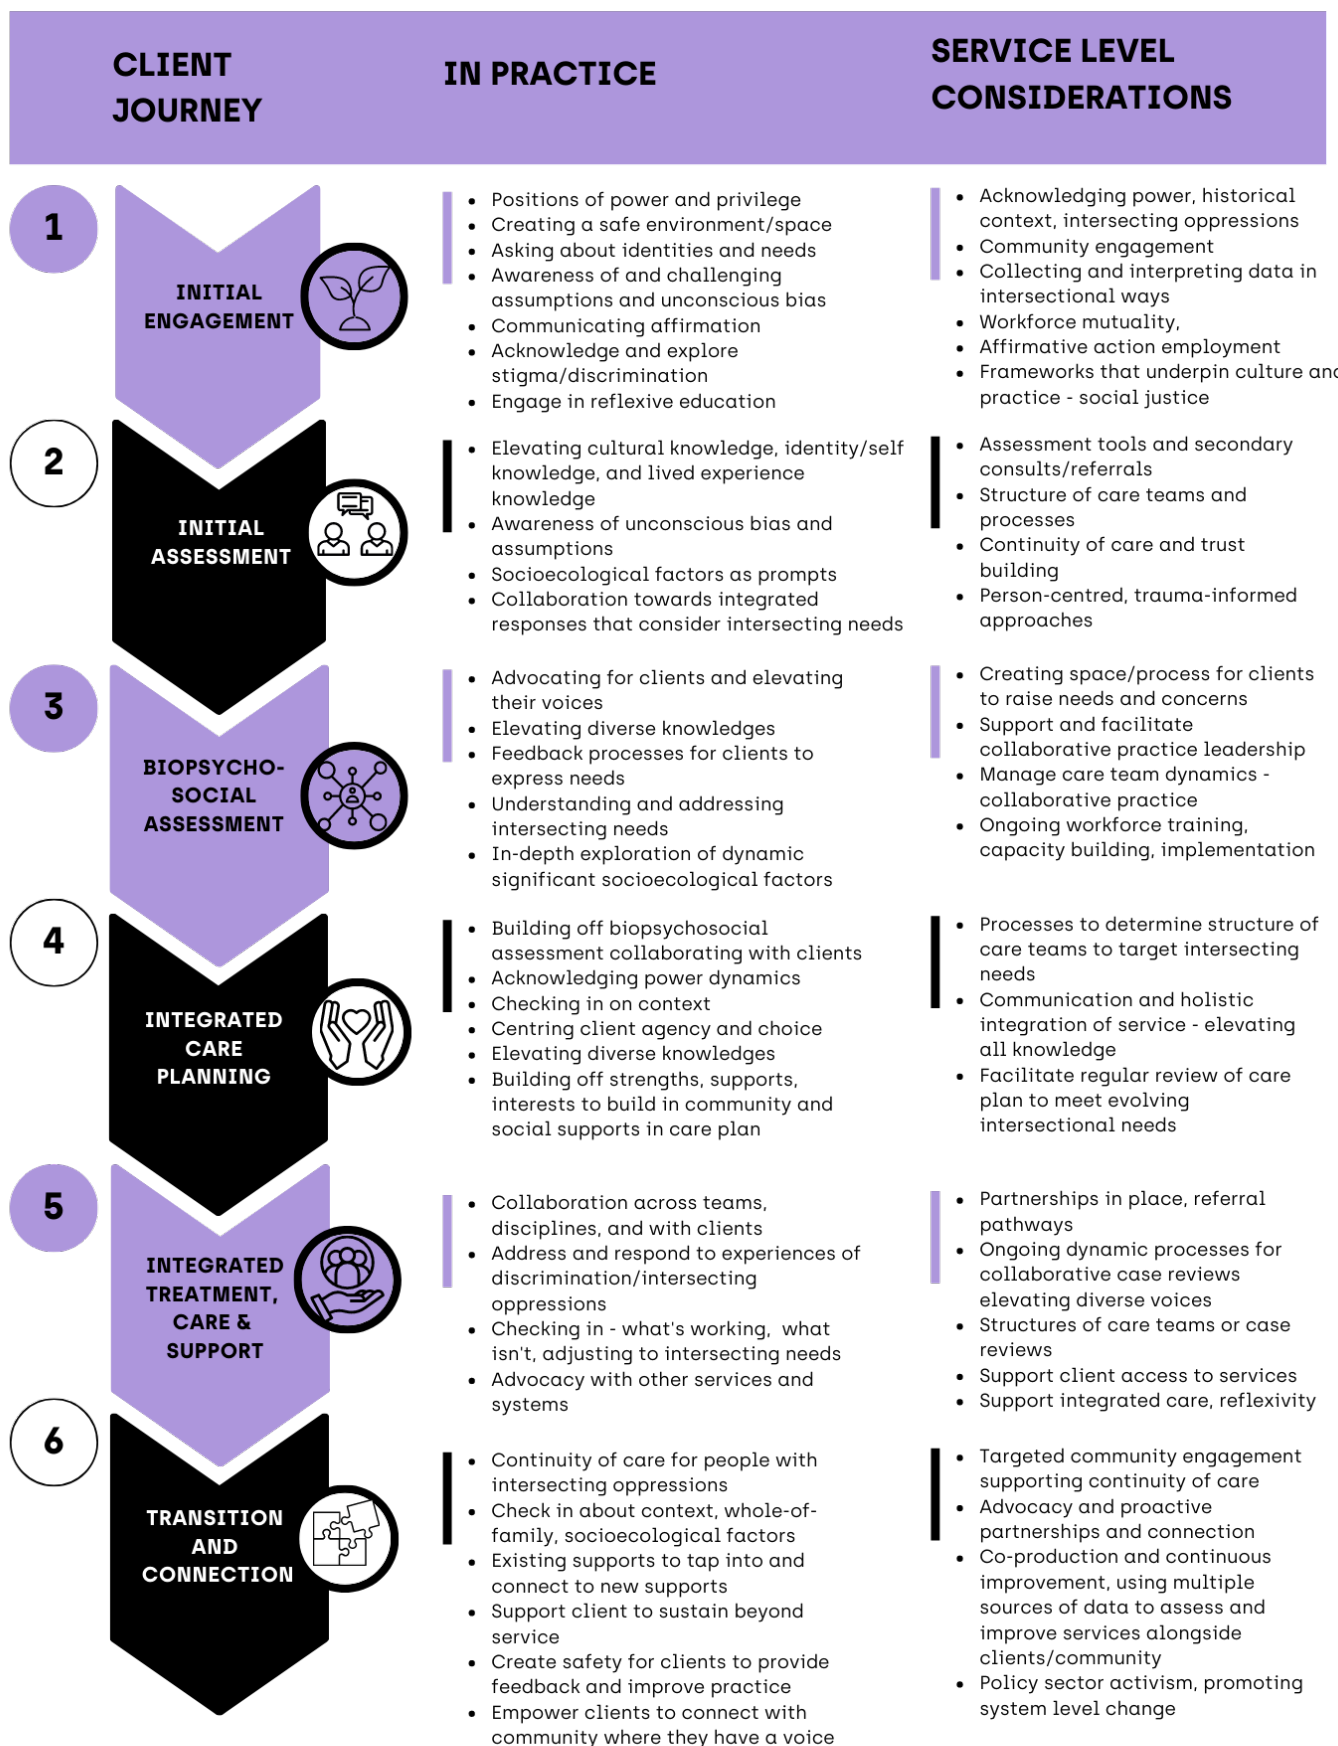 CLIENT
JOURNEY
IN PRACTICE
SERVICE LEVEL
CONSIDERATIONS
1
INITIAL
ENGAGEMENT
• Positions of power and privilege
• Creating a safe environment/space
• Asking about identities and needs
• Awareness of and challenging
assumptions and unconscious bias
• Communicating affirmation
• Acknowledge and explore
stigma/discrimination
• Engage in reflexive education
• Acknowledging power, historical
context, intersecting oppressions
• Community engagement
• Collecting and interpreting data in
intersectional ways
• Workforce mutuality,
• Affirmative action employment
• Frameworks that underpin culture and
practice - social justice
2
INITIAL
ASSESSMENT
• Elevating cultural knowledge, identity/self
knowledge, and lived experience
knowledge
• Awareness of unconscious bias and
assumptions
• Socioecological factors as prompts
• Collaboration towards integrated
responses that consider intersecting needs
• Assessment tools and secondary
consults/referrals
• Structure of care teams and
processes
• Continuity of care and trust
building
• Person-centred, trauma-informed
approaches
3
BIOPSYCHO-
SOCIAL
ASSESSMENT
• Advocating for clients and elevating
their voices
• Elevating diverse knowledges
• Feedback processes for clients to
express needs
• Understanding and addressing
intersecting needs
• In-depth exploration of dynamic
significant socioecological factors
• Creating space/process for clients
to raise needs and concerns
• Support and facilitate
collaborative practice leadership
• Manage care team dynamics -
collaborative practice
• Ongoing workforce training,
capacity building, implementation
4
INTEGRATED
CARE
PLANNING
• Building off biopsychosocial
assessment collaborating with clients
• Acknowledging power dynamics
• Checking in on context
• Centring client agency and choice
• Elevating diverse knowledges
• Building off strengths, supports,
interests to build in community and
social supports in care plan
• Processes to determine structure of
care teams to target intersecting
needs
• Communication and holistic
integration of service - elevating
all knowledge
• Facilitate regular review of care
plan to meet evolving
intersectional needs
5
INTEGRATED
TREATMENT,
CARE &
SUPPORT
• Collaboration across teams,
disciplines, and with clients
• Address and respond to experiences of
discrimination/intersecting
oppressions
• Checking in - what's working, what
isn't, adjusting to intersecting needs
• Advocacy with other services and
systems
• Partnerships in place, referral
pathways
• Ongoing dynamic processes for
collaborative case reviews
elevating diverse voices
• Structures of care teams or case
reviews
• Support client access to services
• Support integrated care, reflexivity
6
TRANSITION
AND
CONNECTION
• Continuity of care for people with
intersecting oppressions
• Check in about context, whole-of-
family, socioecological factors
• Existing supports to tap into and
connect to new supports
• Support client to sustain beyond
service
• Create safety for clients to provide
feedback and improve practice
• Empower clients to connect with
community where they have a voice
• Targeted community engagement
supporting continuity of care
• Advocacy and proactive
partnerships and connection
• Co-production and continuous
improvement, using multiple
sources of data to assess and
improve services alongside
clients/community
• Policy sector activism, promoting
system level change